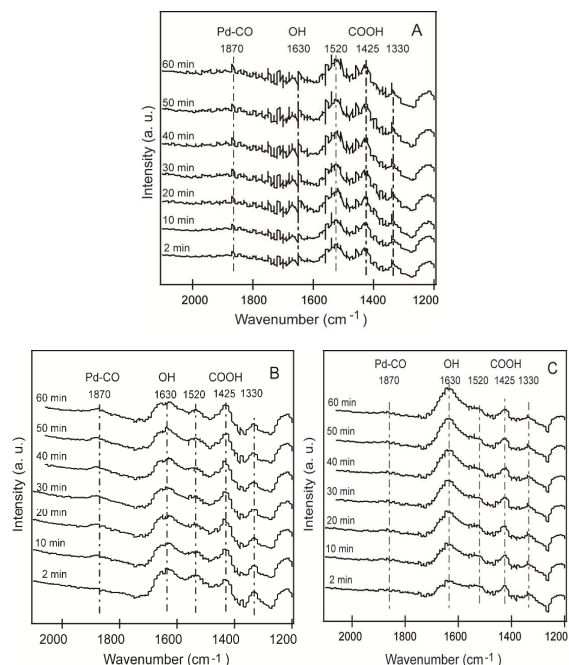 Pd-CO OH COOH A
1870 1630 1520 1425 1330
60 min
50 min
40 min
30 min
20 min
10 min
2 min
Intensity (a. u.)
2000 1800 1600 1400 1200
Wavenumber (cm-1)
Pd-CO OH COOH B
1870 1630 1520 1425 1330
60 min
50 min
40 min
30 min
20 min
10 min
2 min
Intensity (a. u.)
2000 1800 1600 1400 1200
Wavenumber (cm-1)
Pd-CO OH COOH C
1870 1630 1520 1425 1330
60 min
50 min
40 min
30 min
20 min
10 min
2 min
Intensity (a. u.)
2000 1800 1600 1400 1200
Wavenumber (cm-1)